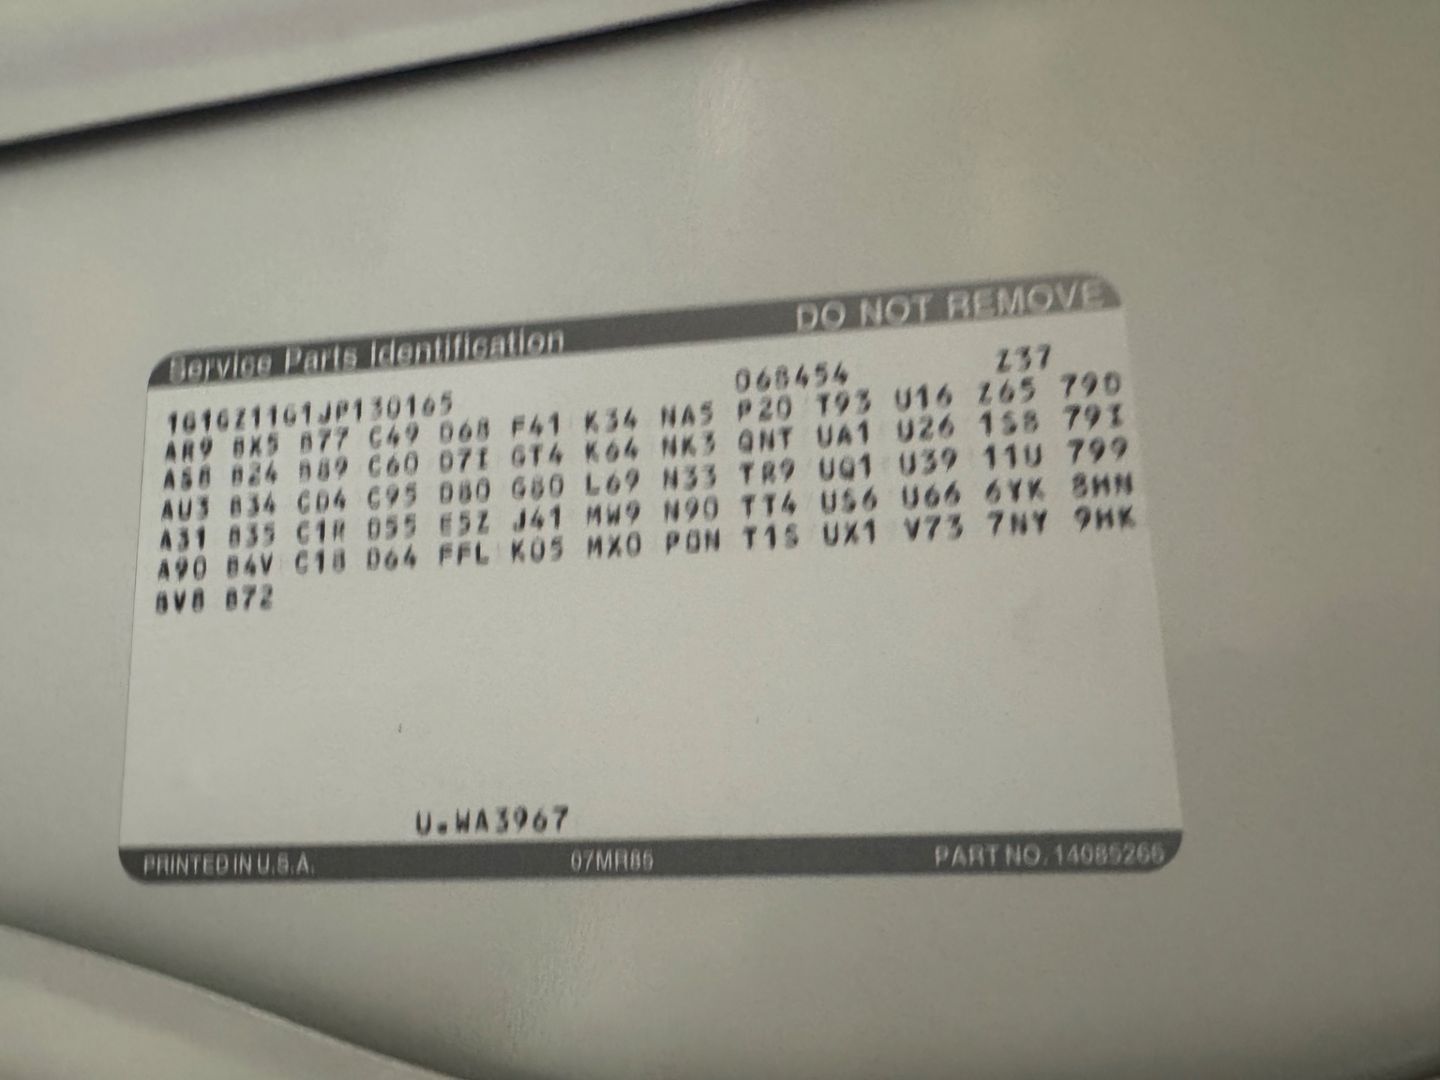 Service Parts Identification DO NOT REMOVE
1G1GZ11G1JP130165 068454 Z37
AR9 BX5 B77 C49 D68 F41 K34 NA5 P20 T93 U16 Z65 790
AS8 B24 B89 C60 D7I GT4 K64 NK3 QNT UA1 U26 1SB 79I
AU3 B34 CD4 C95 D80 G80 L69 N33 TR9 UQ1 U39 11U 799
A31 B35 C1R D55 E5Z J41 MW9 N90 TT4 US6 U66 6YK 8HN
A90 B4V C18 D64 FFL K05 MX0 P0N T1S UX1 V73 7NY 9HK
BV8 B72
U.WA3967
PRINTED IN U.S.A. 07MR85 PART NO. 14085266